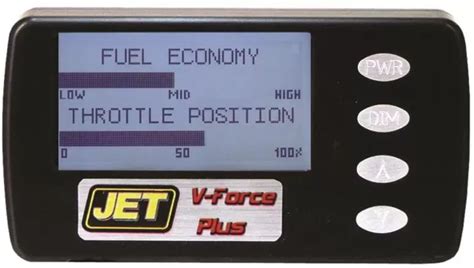 FUEL ECONOMY
LOW MID HIGH
THROTTLE POSITION
0 50 100%
PWR
DIM
JET V-Force
Plus